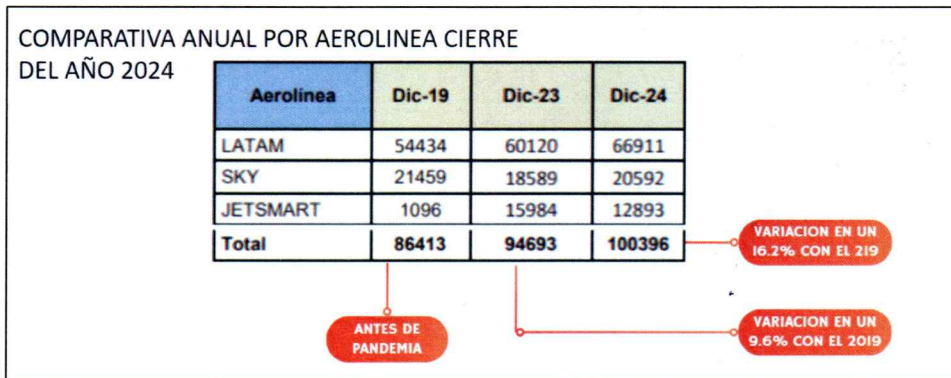 COMPARATIVA ANUAL POR AEROLINEA CIERRE
DEL AÑO 2024
Aerolinea Dic-19 Dic-23 Dic-24
LATAM 54434 60120 66911
SKY 21459 18589 20592
JETSMART 1096 15984 12893
Total 86413 94693 100396
VARIACION EN UN
16.2% CON EL 219
ANTES DE
PANDEMIA
VARIACION EN UN
9.6% CON EL 2019